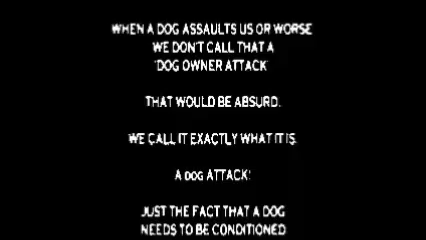 WHEN A DOG ASSAULTS US OR WORSE
WE DON'T CALL THAT A
'DOG OWNER ATTACK'
THAT WOULD BE ABSURD.
WE CALL IT EXACTLY WHAT IT IS.
A DOG ATTACK!
JUST THE FACT THAT A DOG
NEEDS TO BE CONDITIONED